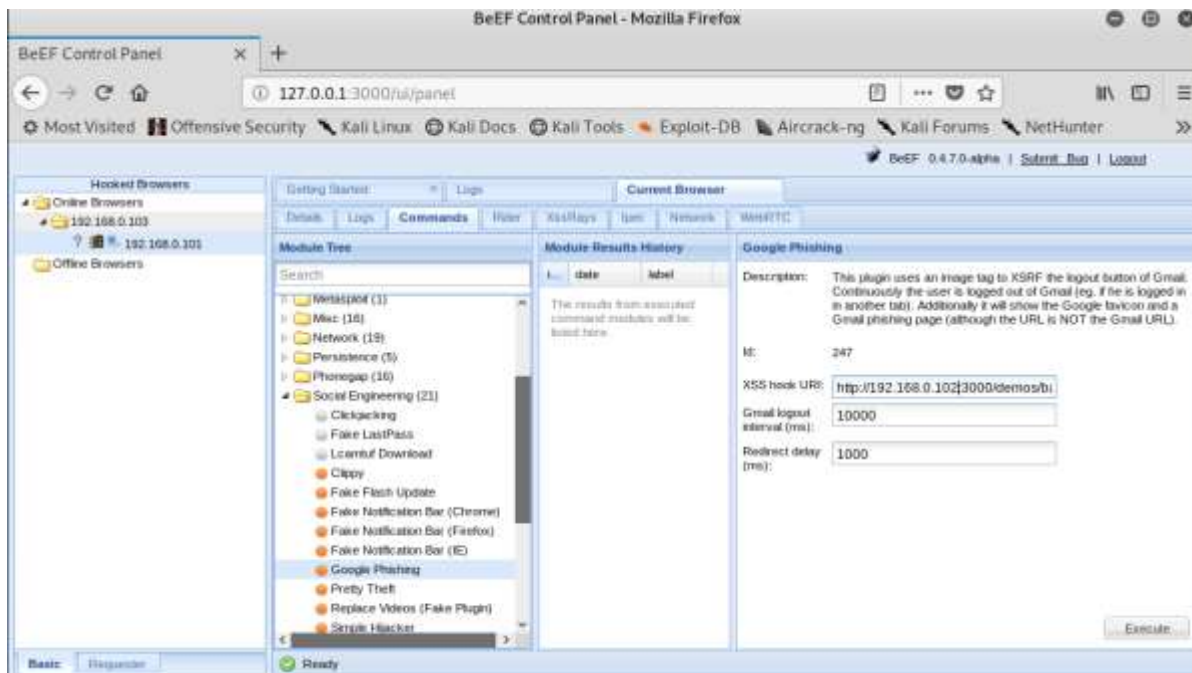 BeEF Control Panel - Mozilla Firefox
BeEF Control Panel
127.0.0.1:3000/ui/panel
Most Visited Offensive Security Kali Linux Kali Docs Kali Tools Exploit-DB Aircrack-ng Kali Forums NetHunter
BeEF 0.4.7.0-alpha | Submit Bug | Logout
Hooked Browsers
Online Browsers
192.168.0.103
192.168.0.101
Offline Browsers
Getting Started Logs Current Browser
Details Logs Commands Rider XssRays Ipec Network WebRTC
Module Tree
Search
Metasploit (1)
Misc (16)
Network (19)
Persistence (5)
Phonegap (16)
Social Engineering (21)
Clickjacking
Fake LastPass
Lcamtuf Download
Clippy
Fake Flash Update
Fake Notification Bar (Chrome)
Fake Notification Bar (Firefox)
Fake Notification Bar (IE)
Google Phishing
Pretty Theft
Replace Videos (Fake Plugin)
Simple Hijacker
Module Results History
i... date label
The results from executed
command modules will be
listed here.
Google Phishing
Description: This plugin uses an image tag to XSRF the logout button of Gmail.
Continuously the user is logged out of Gmail (eg. if he is logged in
in another tab). Additionally it will show the Google favicon and a
Gmail phishing page (although the URL is NOT the Gmail URL).
Id: 247
XSS hook URI: http://192.168.0.102:3000/demos/b
Gmail logout
interval (ms): 10000
Redirect delay
(ms): 1000
Execute
Basic Requester
Ready